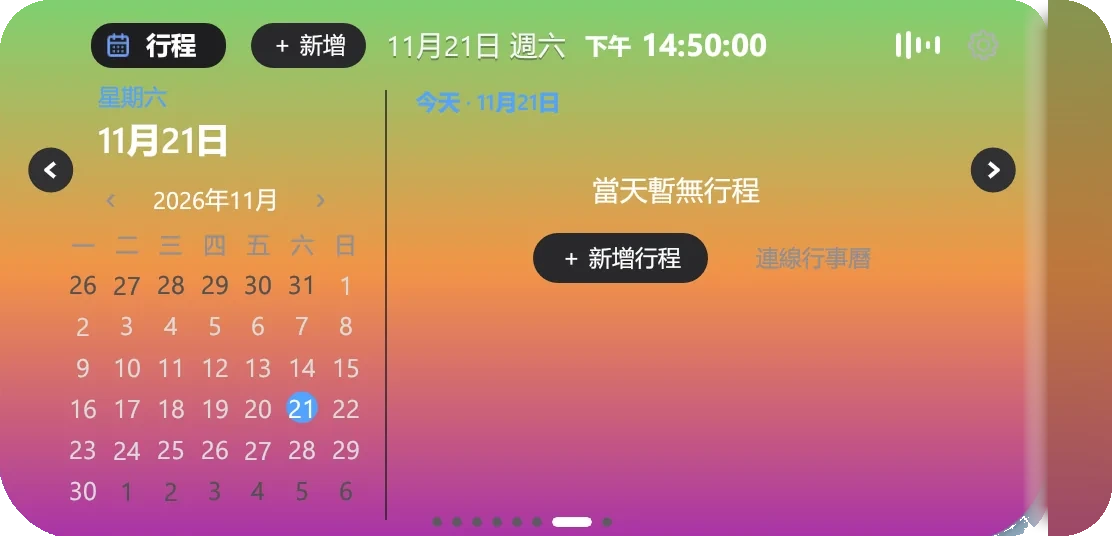 行程 + 新增 11月21日 週六 下午 14:50:00
星期六
11月21日
2026年11月
一 二 三 四 五 六 日
26 27 28 29 30 31 1
2 3 4 5 6 7 8
9 10 11 12 13 14 15
16 17 18 19 20 21 22
23 24 25 26 27 28 29
30 1 2 3 4 5 6
今天 · 11月21日
當天暫無行程
+ 新增行程 連線行事曆